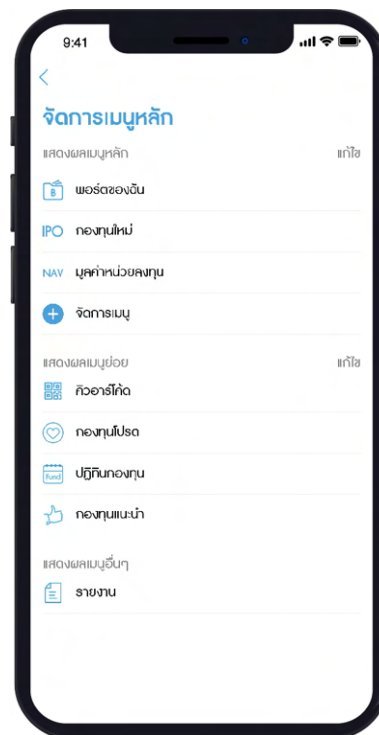 9:41
จัดการเมนูหลัก
แสดงผลเมนูหลัก แก้ไข
พอร์ตของฉัน
IPO กองทุนใหม่
NAV มูลค่าหน่วยลงทุน
จัดการเมนู
แสดงผลเมนูย่อย แก้ไข
คิวอาร์โค้ด
กองทุนโปรด
Fund ปฏิทินกองทุน
กองทุนแนะนำ
แสดงผลเมนูอื่นๆ
รายงาน